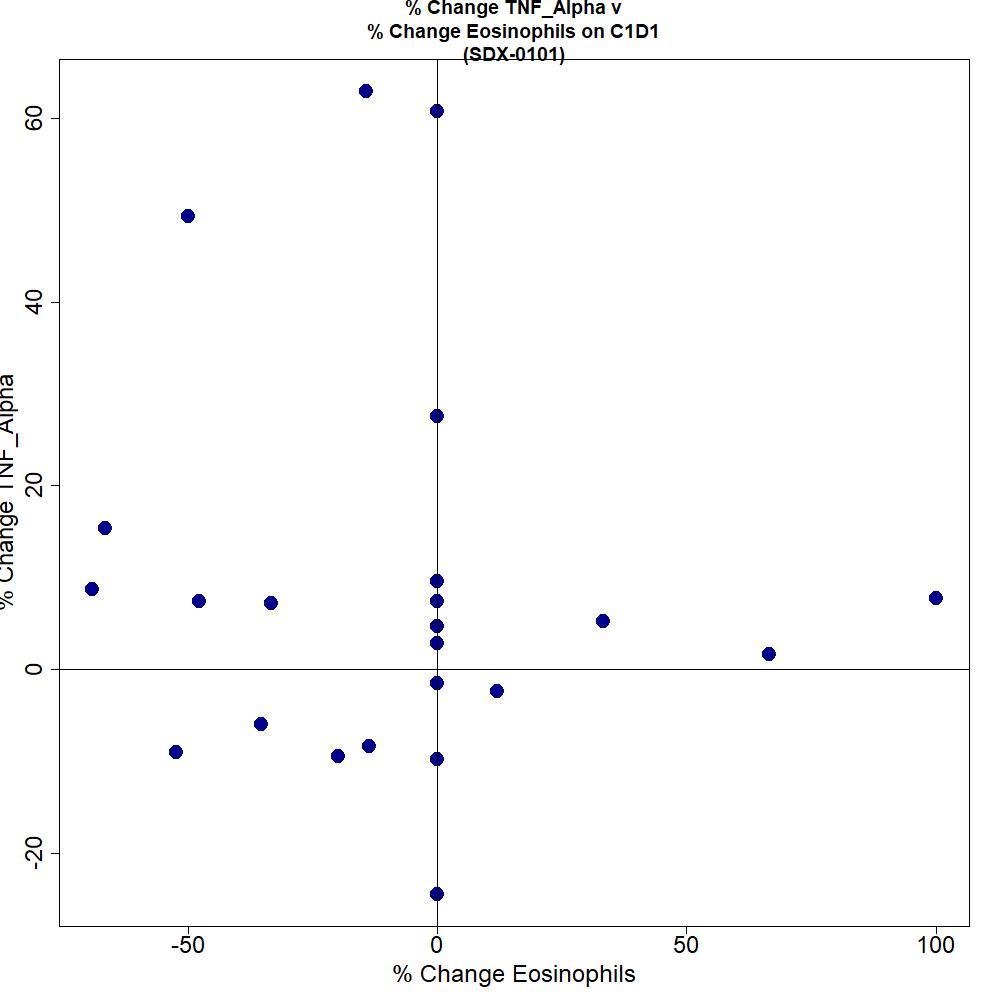 % Change TNF_Alpha v
% Change Eosinophils on C1D1
(SDX-0101)
% Change TNF_Alpha
60
40
20
0
-20
-50
0
50
100
% Change Eosinophils